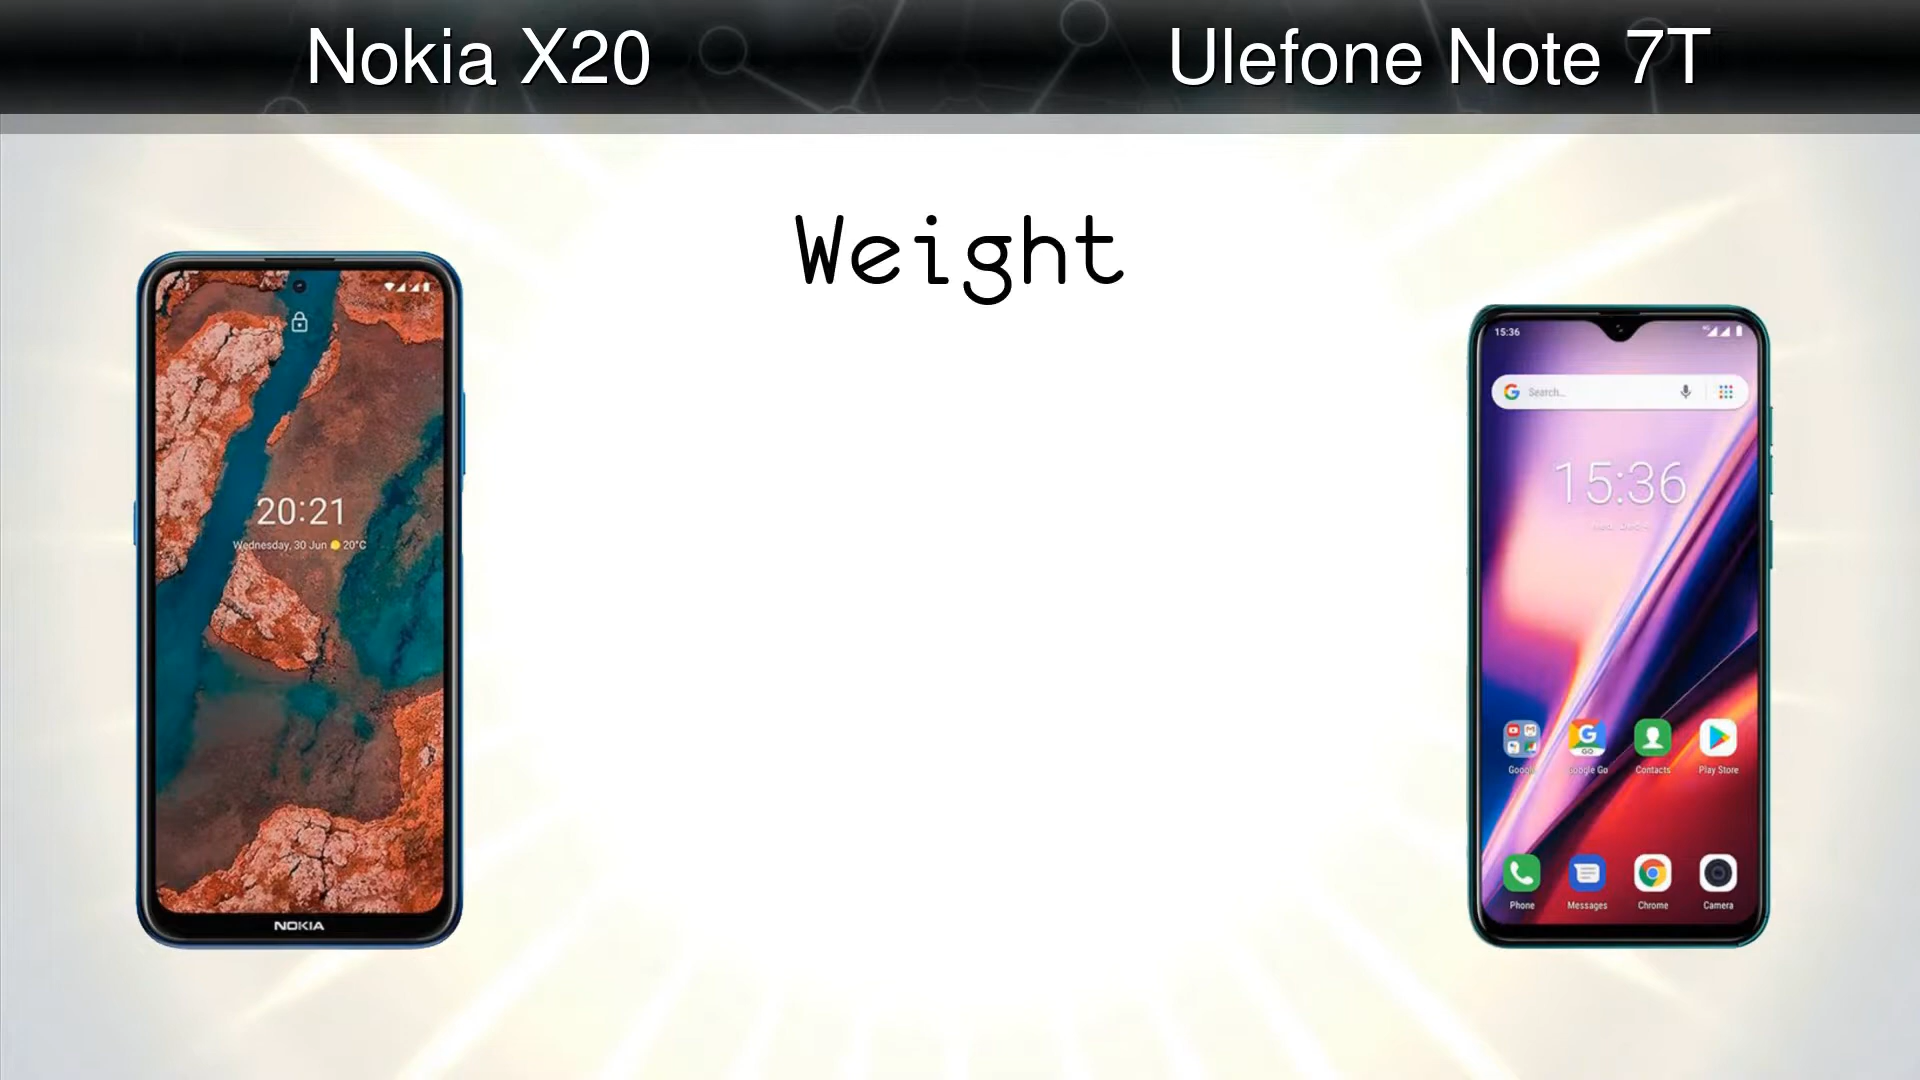 Nokia X20
Ulefone Note 7T
Weight
20:21
Wednesday, 30 Jun 20°C
NOKIA
15:36
Search...
15:36
Google
Google Go
Contacts
Play Store
Phone
Messages
Chrome
Camera